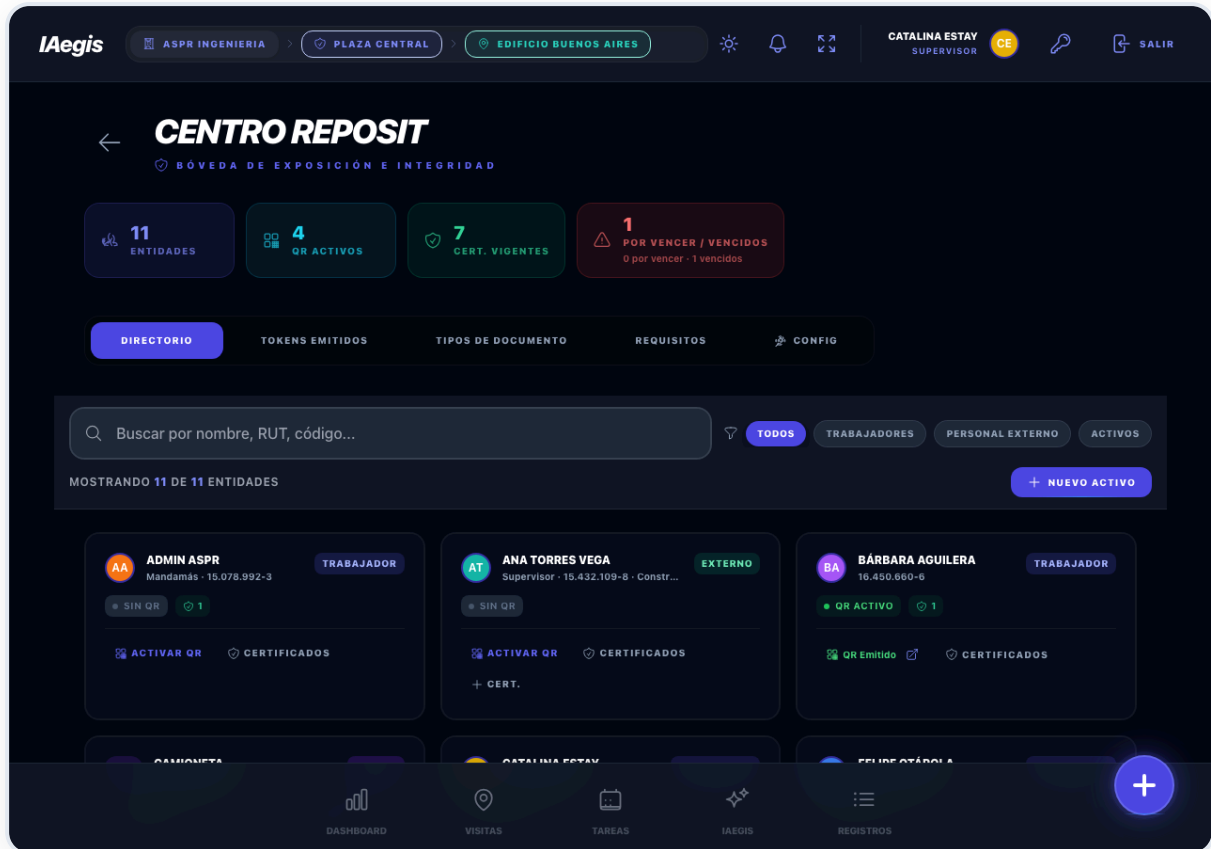 IAegis
ASPR INGENIERIA > PLAZA CENTRAL > EDIFICIO BUENOS AIRES
CATALINA ESTAY
SUPERVISOR
CE
SALIR
CENTRO REPOSIT
BÓVEDA DE EXPOSICIÓN E INTEGRIDAD
11
ENTIDADES
4
QR ACTIVOS
7
CERT. VIGENTES
1
POR VENCER / VENCIDOS
0 por vencer · 1 vencidos
DIRECTORIO
TOKENS EMITIDOS
TIPOS DE DOCUMENTO
REQUISITOS
CONFIG
Buscar por nombre, RUT, código...
TODOS
TRABAJADORES
PERSONAL EXTERNO
ACTIVOS
MOSTRANDO 11 DE 11 ENTIDADES
+ NUEVO ACTIVO
AA
ADMIN ASPR
Mandamás · 15.078.992-3
TRABAJADOR
SIN QR
1
ACTIVAR QR
CERTIFICADOS
AT
ANA TORRES VEGA
Supervisor · 15.432.109-8 · Constr...
EXTERNO
SIN QR
ACTIVAR QR
CERTIFICADOS
+ CERT.
BA
BÁRBARA AGUILERA
16.450.660-6
TRABAJADOR
QR ACTIVO
1
QR Emitido
CERTIFICADOS
CAMIONETA
CATALINA ESTAY
FELIPE OTÁROLA
DASHBOARD
VISITAS
TAREAS
IAEGIS
REGISTROS
+